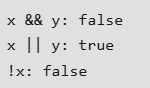 x && y: false
x || y: true
!x: false